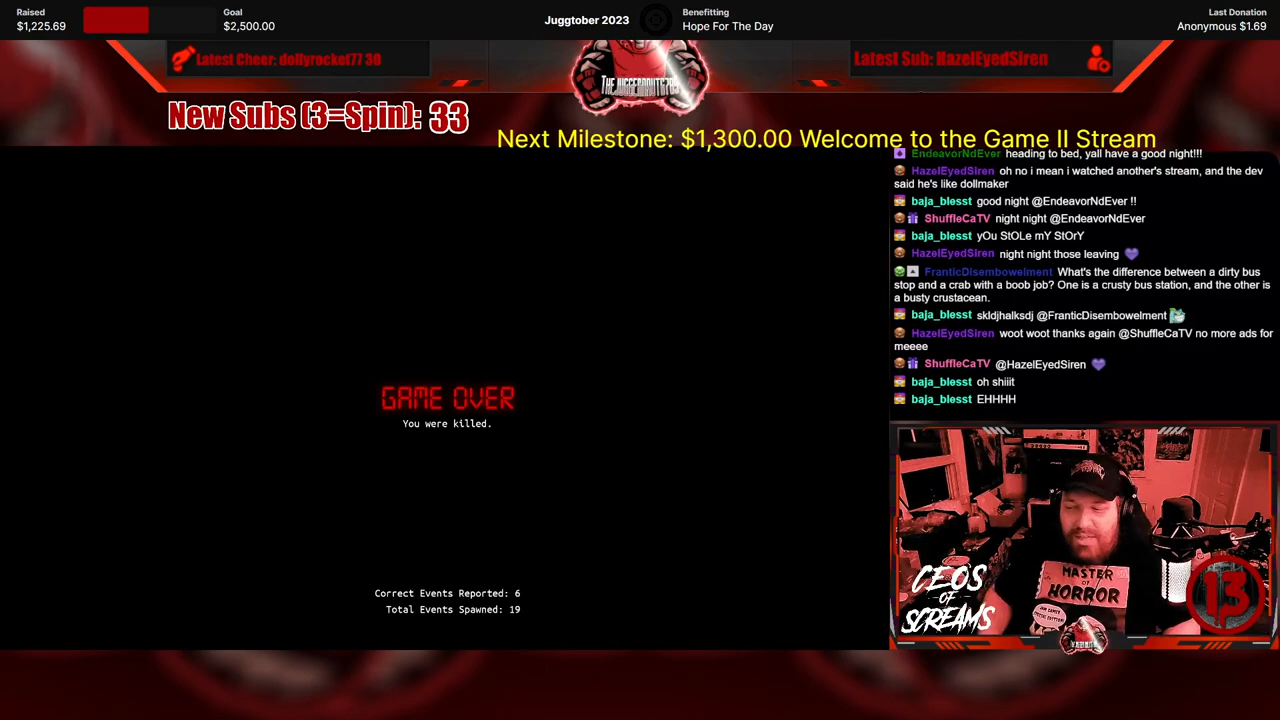 Raised
$1,225.69
Goal
$2,500.00
Juggtober 2023
Benefitting
Hope For The Day
Last Donation
Anonymous $1.69
Latest Cheer: dollyrocket77 30
THEJUGGERNAUT6789
Latest Sub: HazelEyedSiren
New Subs (3=Spin): 33
Next Milestone: $1,300.00 Welcome to the Game II Stream
EndeavorNdEver heading to bed, yall have a good night!!!
HazelEyedSiren oh no i mean i watched another's stream, and the dev
said he's like dollmaker
baja_blesst good night @EndeavorNdEver !!
ShuffleCaTV night night @EndeavorNdEver
baja_blesst yOu StOLe mY StOrY
HazelEyedSiren night night those leaving
FranticDisembowelment What's the difference between a dirty bus
stop and a crab with a boob job? One is a crusty bus station, and the other is
a busty crustacean.
baja_blesst skldjhalksdj @FranticDisembowelment
HazelEyedSiren woot woot thanks again @ShuffleCaTV no more ads for
meeee
ShuffleCaTV @HazelEyedSiren
baja_blesst oh shiiit
baja_blesst EHHHH
GAME OVER
You were killed.
Correct Events Reported: 6
Total Events Spawned: 19
CEOS
OF
SCREAMS
MASTER
OF
HORROR
13